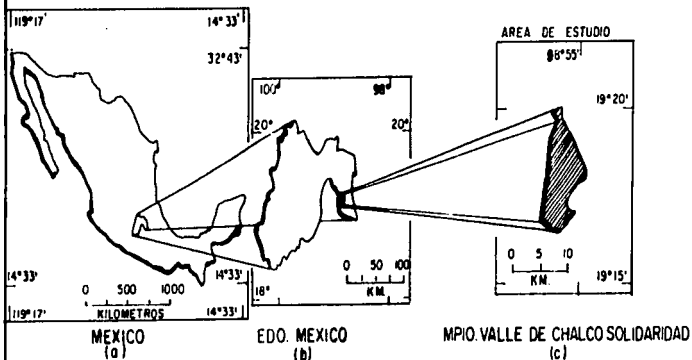 119°17'
14°33'
32°43'
14°33'
14°33'
0 500 1000
KILOMETROS
119°17'
14°33'
MEXICO
(a)
100
98°
20°
20°
0 50 100
KM.
18°
EDO. MEXICO
(b)
AREA DE ESTUDIO
98°55'
19°20'
0 5 10
KM.
19°15'
MPIO. VALLE DE CHALCO SOLIDARIDAD
(c)